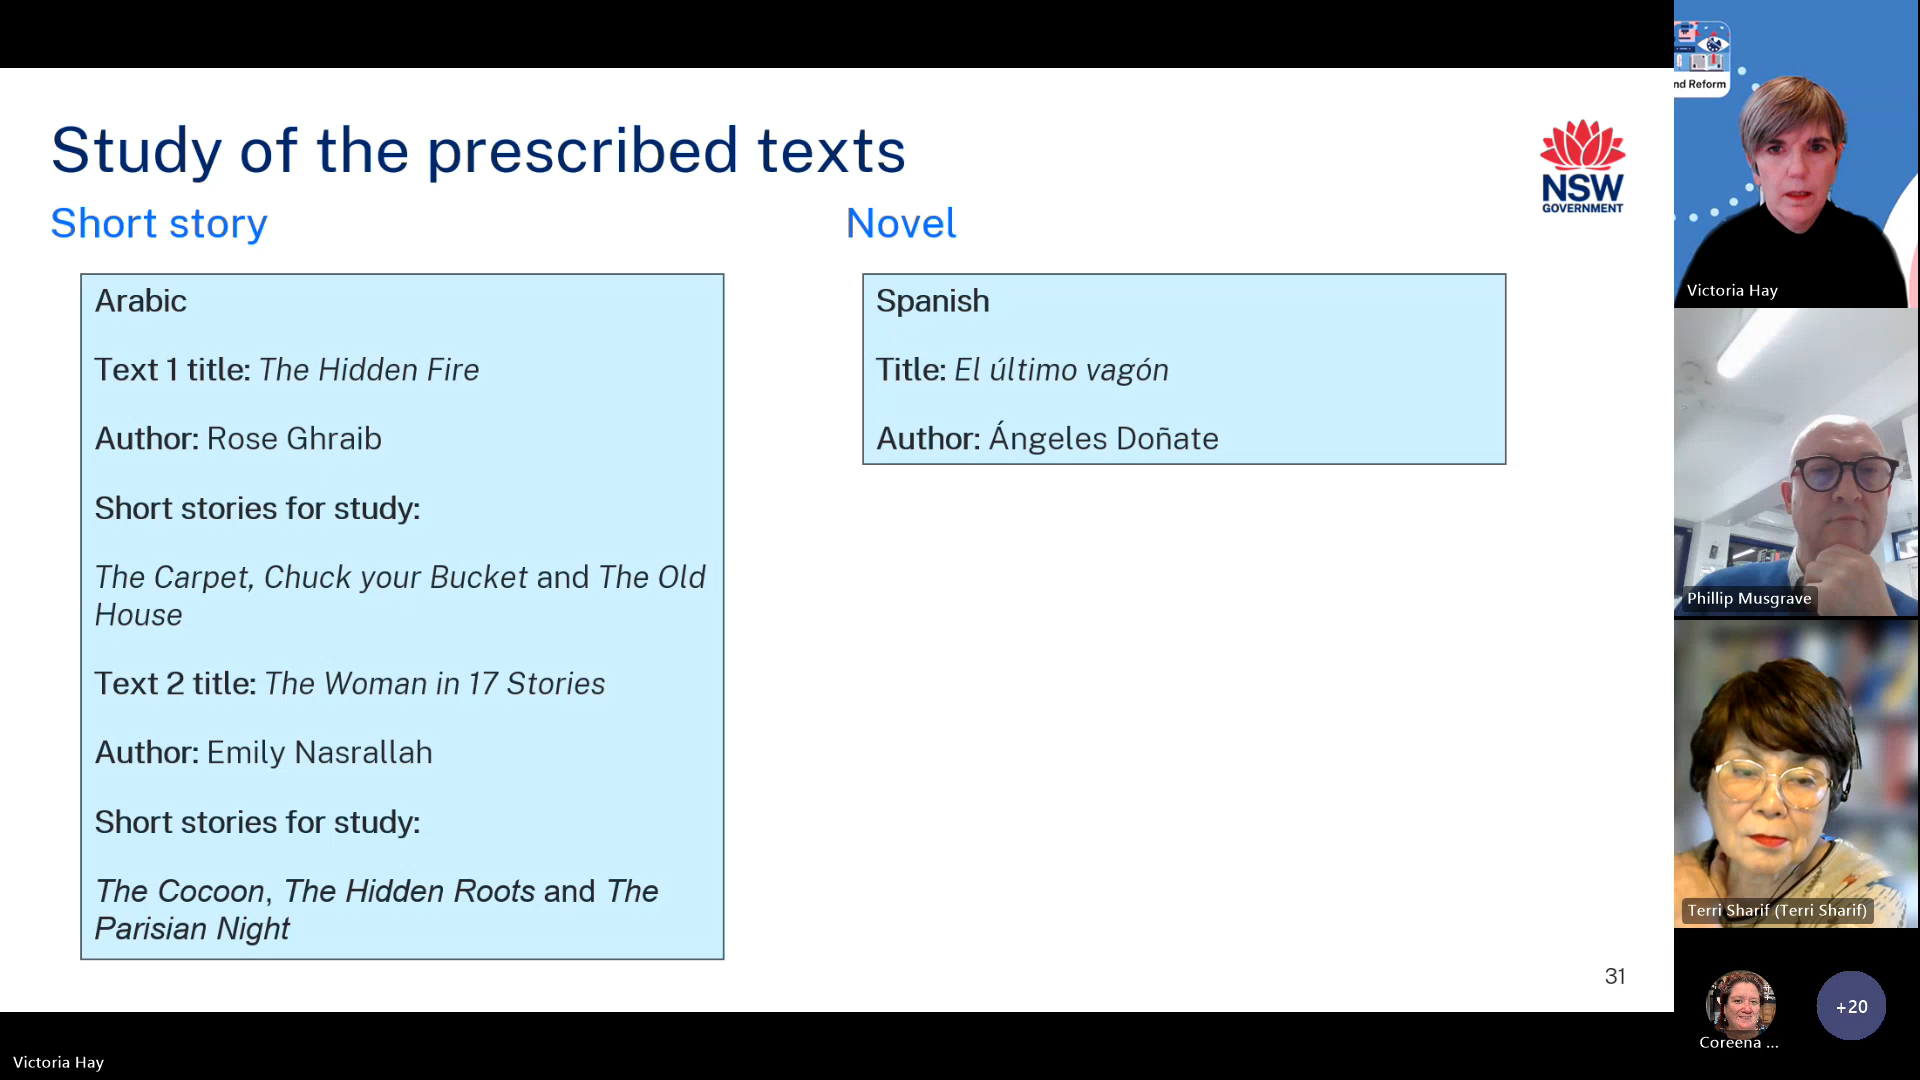 Study of the prescribed texts
Short story
Arabic
Text 1 title: The Hidden Fire
Author: Rose Ghraib
Short stories for study:
The Carpet, Chuck your Bucket and The Old
House
Text 2 title: The Woman in 17 Stories
Author: Emily Nasrallah
Short stories for study:
The Cocoon, The Hidden Roots and The
Parisian Night
Novel
Spanish
Title: El último vagón
Author: Ángeles Doñate
NSW
GOVERNMENT
31
nd Reform
Victoria Hay
Phillip Musgrave
Terri Sharif (Terri Sharif)
Coreena ...
+20
Victoria Hay